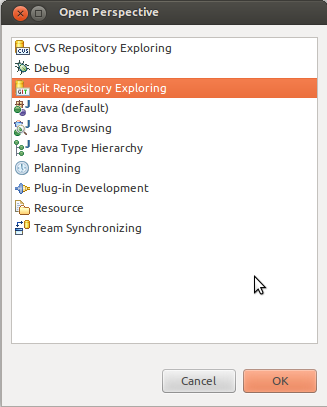 Open Perspective
CVS Repository Exploring
Debug
Git Repository Exploring
Java (default)
Java Browsing
Java Type Hierarchy
Planning
Plug-in Development
Resource
Team Synchronizing
Cancel
OK